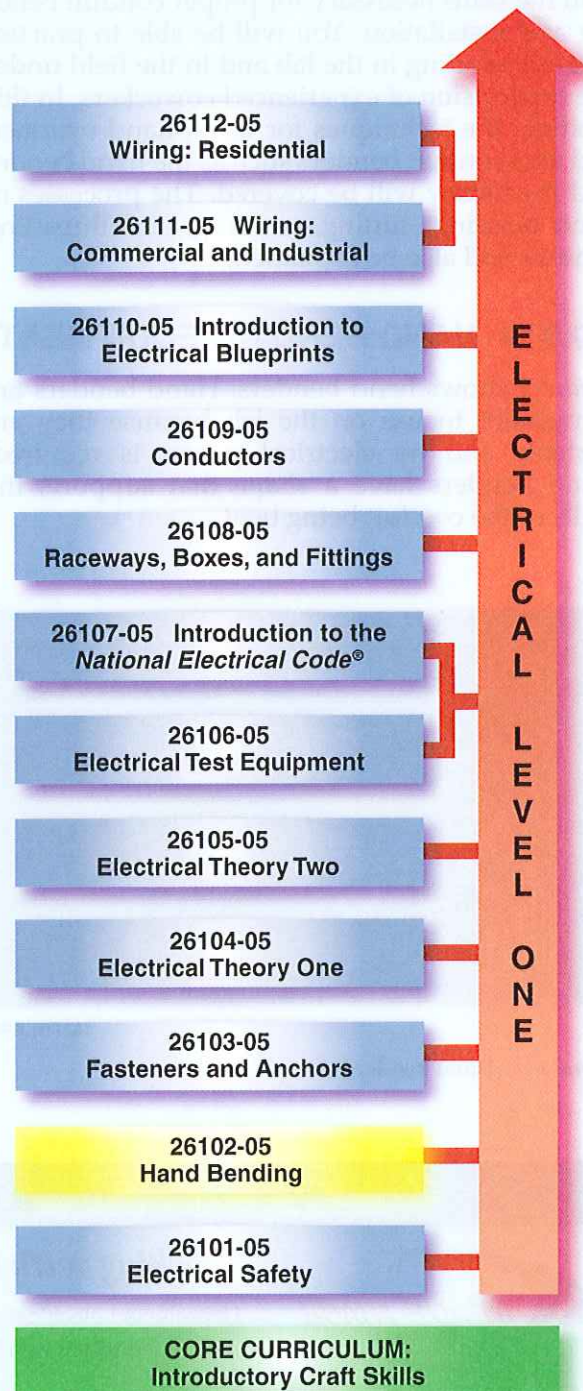 26112-05
Wiring: Residential
26111-05 Wiring:
Commercial and Industrial
26110-05 Introduction to
Electrical Blueprints
26109-05
Conductors
26108-05
Raceways, Boxes, and Fittings
26107-05 Introduction to the
National Electrical Code®
26106-05
Electrical Test Equipment
26105-05
Electrical Theory Two
26104-05
Electrical Theory One
26103-05
Fasteners and Anchors
26102-05
Hand Bending
26101-05
Electrical Safety
CORE CURRICULUM:
Introductory Craft Skills
ELECTRICAL LEVEL ONE